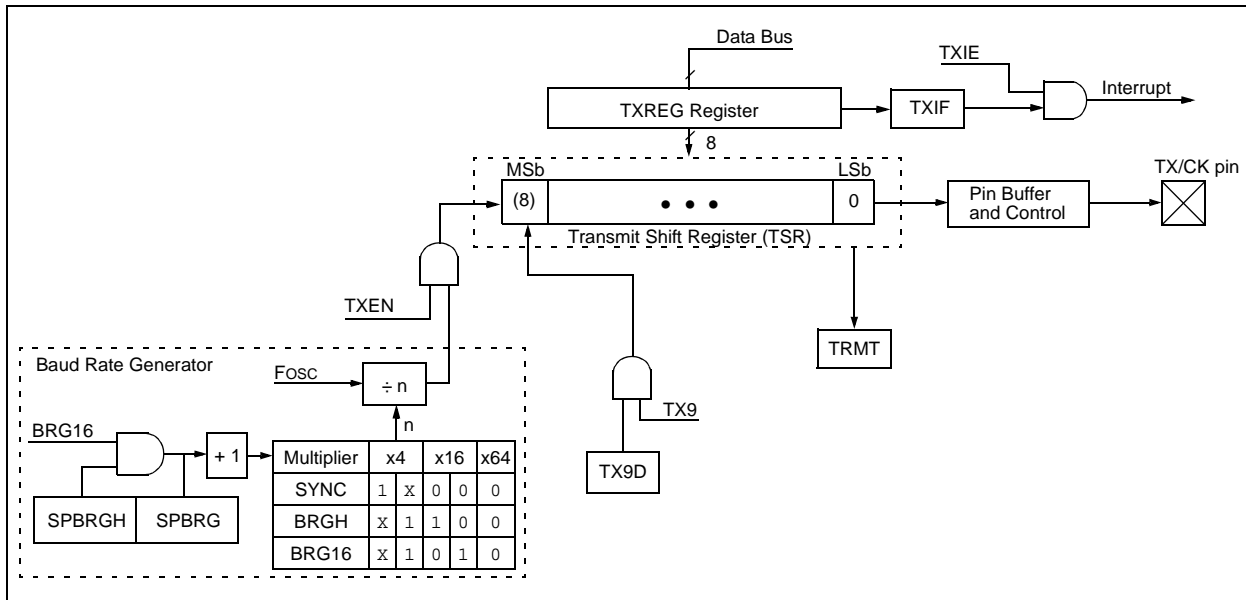 Data Bus
TXIE
Interrupt
TXREG Register
TXIF
8
MSb
LSb
TX/CK pin
(8)
• • •
0
Pin Buffer
and Control
Transmit Shift Register (TSR)
TXEN
TRMT
Baud Rate Generator
FOSC
÷ n
TX9
n
BRG16
+ 1
Multiplier x4 x16 x64
TX9D
SYNC 1 X 0 0 0
SPBRGH SPBRG
BRGH X 1 1 0 0
BRG16 X 1 0 1 0